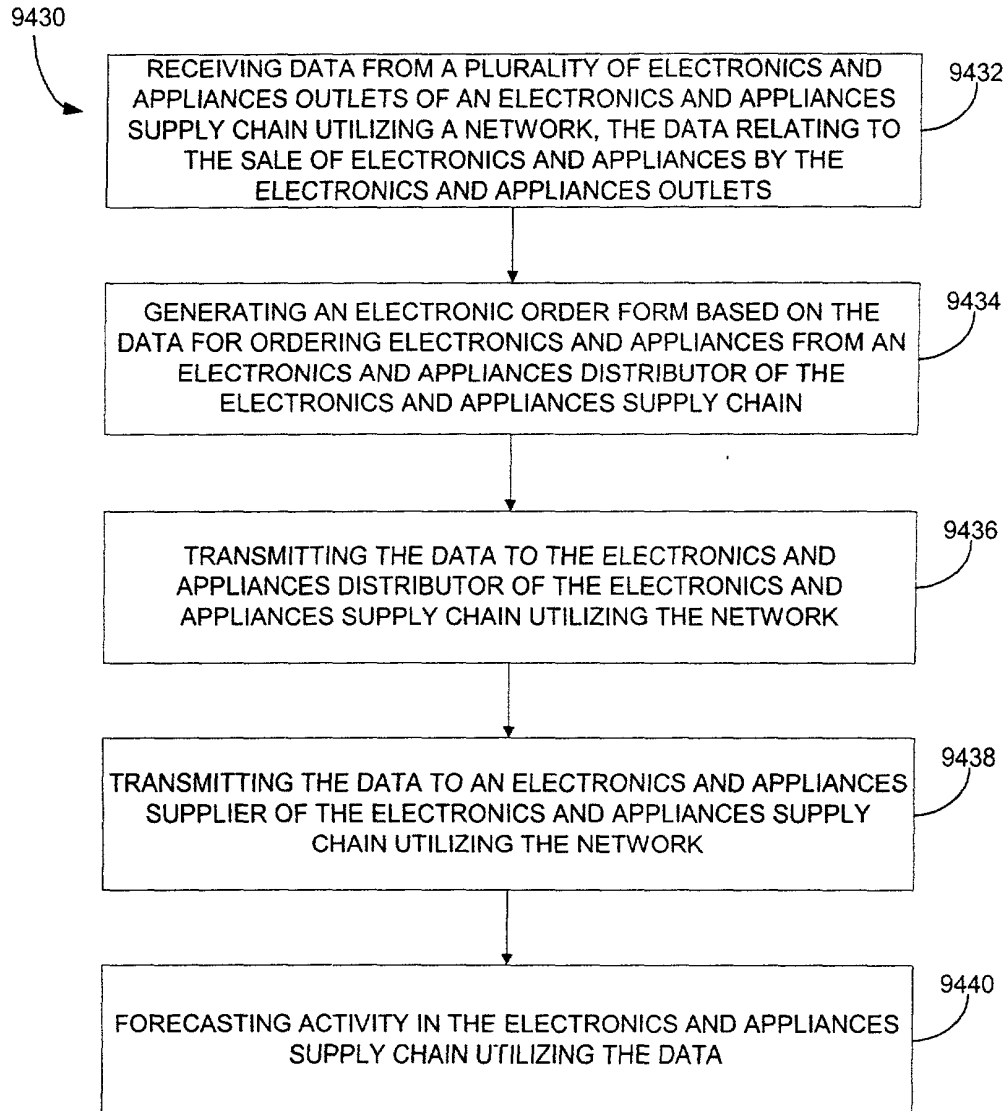 9430
RECEIVING DATA FROM A PLURALITY OF ELECTRONICS AND
APPLIANCES OUTLETS OF AN ELECTRONICS AND APPLIANCES
SUPPLY CHAIN UTILIZING A NETWORK, THE DATA RELATING TO
THE SALE OF ELECTRONICS AND APPLIANCES BY THE
ELECTRONICS AND APPLIANCES OUTLETS
9432
GENERATING AN ELECTRONIC ORDER FORM BASED ON THE
DATA FOR ORDERING ELECTRONICS AND APPLIANCES FROM AN
ELECTRONICS AND APPLIANCES DISTRIBUTOR OF THE
ELECTRONICS AND APPLIANCES SUPPLY CHAIN
9434
TRANSMITTING THE DATA TO THE ELECTRONICS AND
APPLIANCES DISTRIBUTOR OF THE ELECTRONICS AND
APPLIANCES SUPPLY CHAIN UTILIZING THE NETWORK
9436
TRANSMITTING THE DATA TO AN ELECTRONICS AND APPLIANCES
SUPPLIER OF THE ELECTRONICS AND APPLIANCES SUPPLY
CHAIN UTILIZING THE NETWORK
9438
FORECASTING ACTIVITY IN THE ELECTRONICS AND APPLIANCES
SUPPLY CHAIN UTILIZING THE DATA
9440